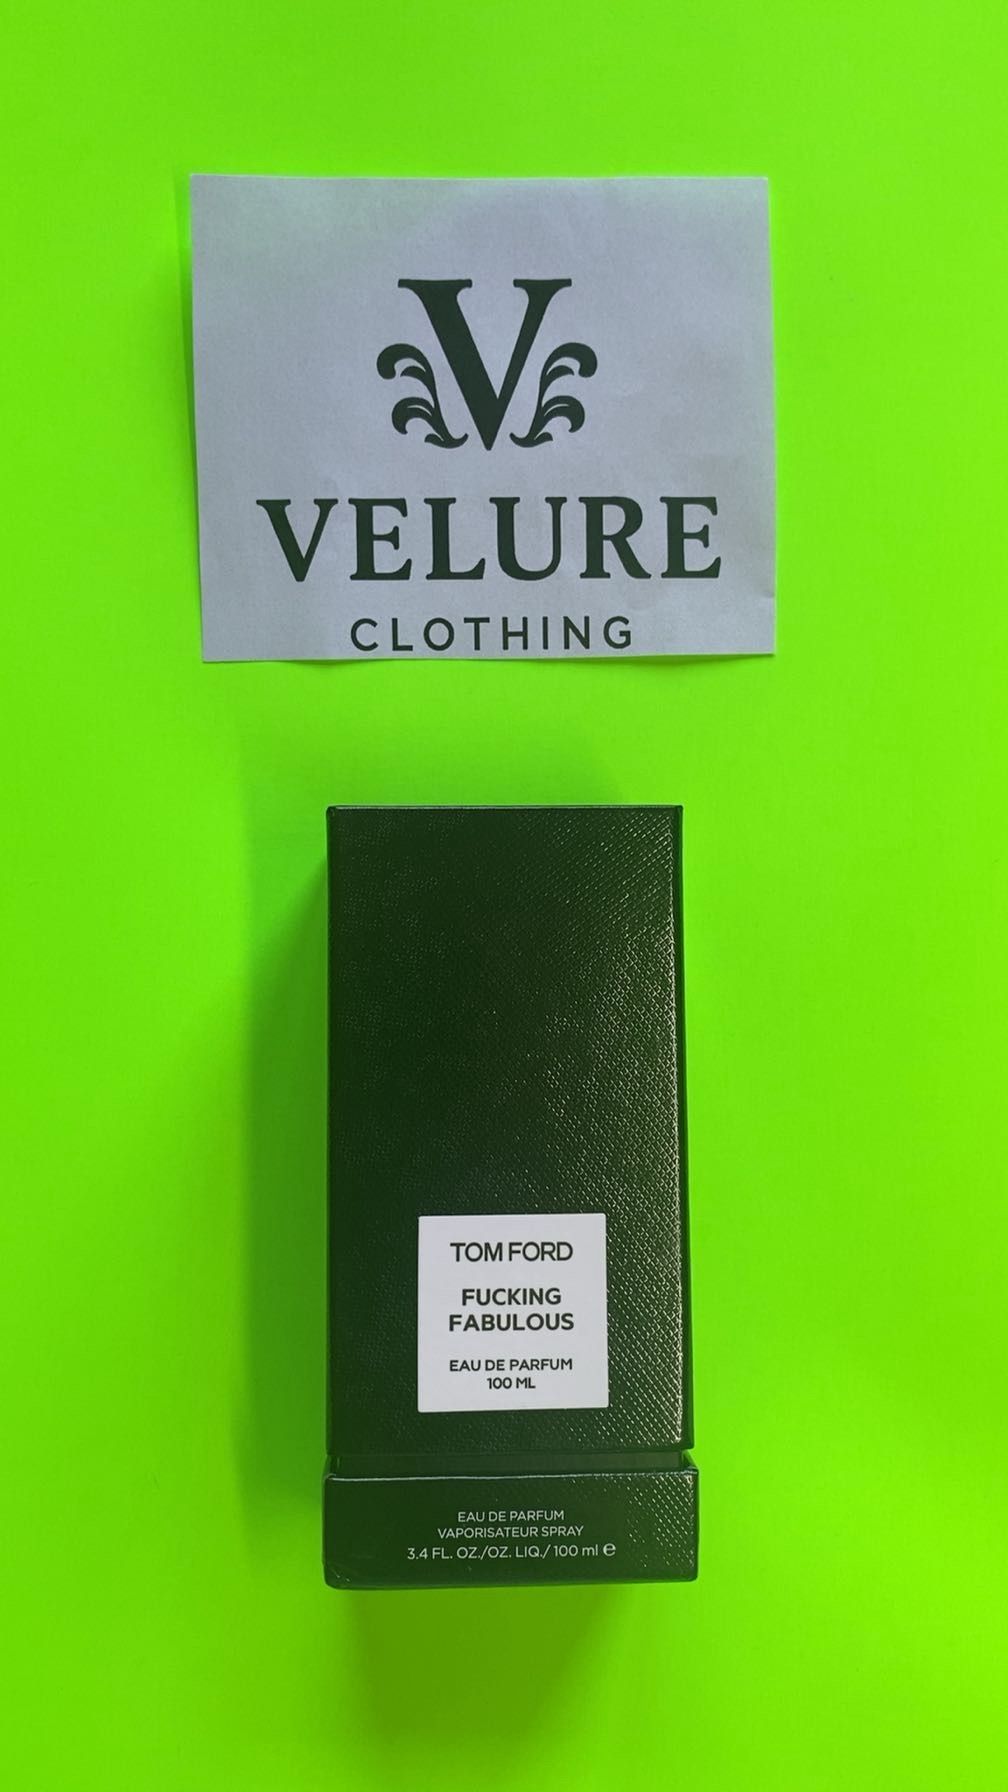 V
VELURE
CLOTHING
TOM FORD
FUCKING
FABULOUS
EAU DE PARFUM
100 ML
EAU DE PARFUM
VAPORISATEUR SPRAY
3.4 FL. OZ./OZ. LIQ./ 100 ml ℮